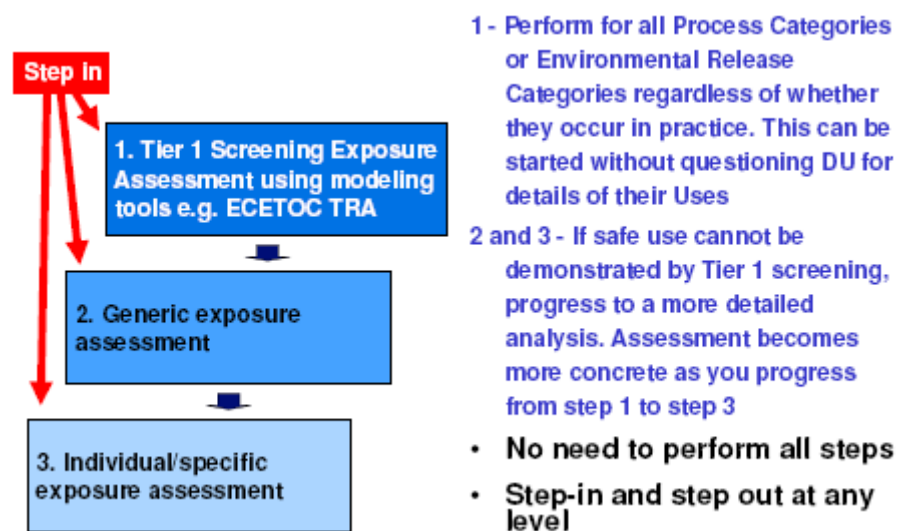 Step in
1. Tier 1 Screening Exposure
Assessment using modeling
tools e.g. ECETOC TRA
2. Generic exposure
assessment
3. Individual/specific
exposure assessment
1 - Perform for all Process Categories
or Environmental Release
Categories regardless of whether
they occur in practice. This can be
started without questioning DU for
details of their Uses
2 and 3 - If safe use cannot be
demonstrated by Tier 1 screening,
progress to a more detailed
analysis. Assessment becomes
more concrete as you progress
from step 1 to step 3
• No need to perform all steps
• Step-in and step out at any
level